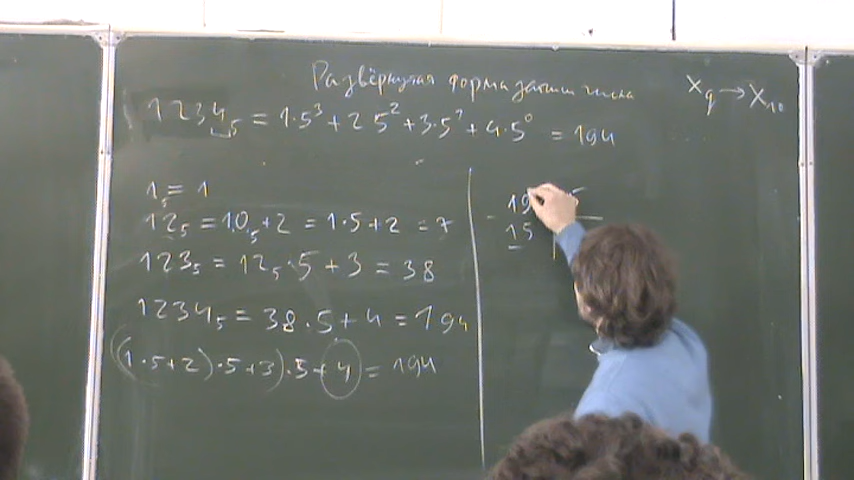 Развёрнутая форма записи числа
X_q → X_10
1234_5 = 1·5^3 + 2 5^2 + 3·5^1 + 4·5^0 = 194
1_5 = 1
12_5 = 10_5 + 2 = 1·5 + 2 = 7
123_5 = 12_5·5 + 3 = 38
1234_5 = 38·5 + 4 = 194
((1·5+2)·5+3)·5+4 = 194
- 19
15